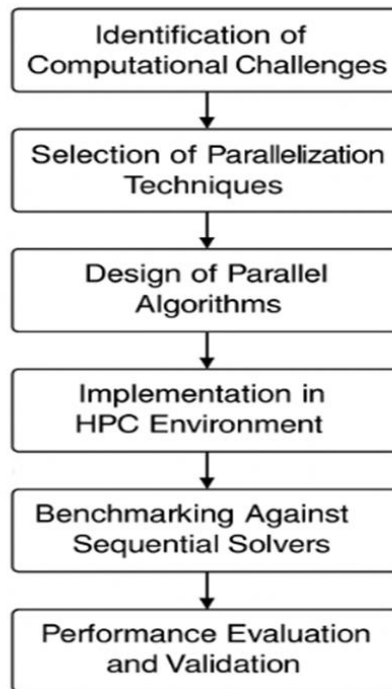 Identification of
Computational Challenges
Selection of Parallelization
Techniques
Design of Parallel
Algorithms
Implementation in
HPC Environment
Benchmarking Against
Sequential Solvers
Performance Evaluation
and Validation